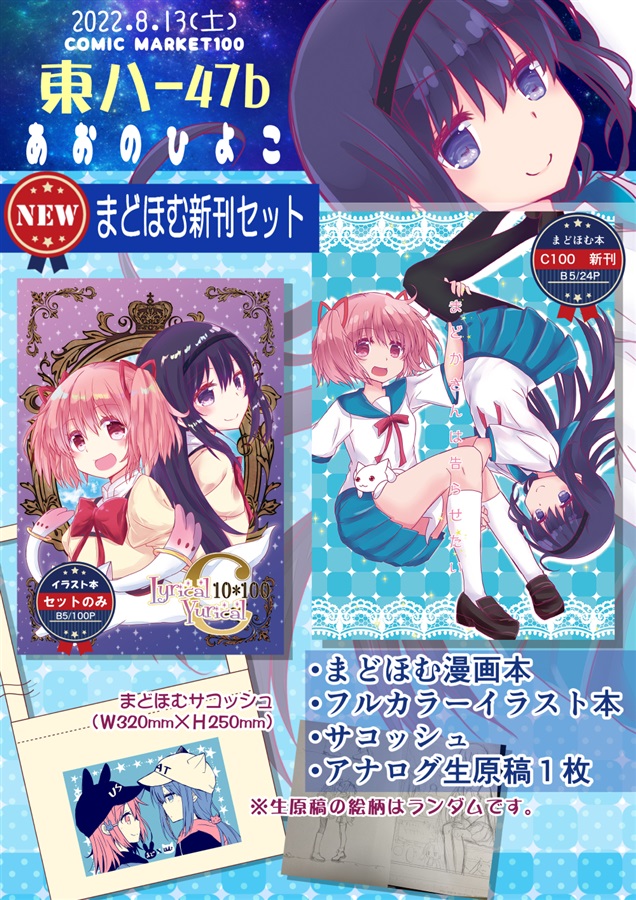 2022.8.13(土)
COMIC MARKET100
東ハー47b
あおのひよこ
NEW
まどほむ新刊セット
まどほむ本
C100 新刊
B5/24P
まどかさんは告らせたい
イラスト本
セットのみ
B5/100P
Lyrical 10*100
Yurical S
まどほむサコッシュ
(W320mm×H250mm)
・まどほむ漫画本
・フルカラーイラスト本
・サコッシュ
・アナログ生原稿1枚
※生原稿の絵柄はランダムです。